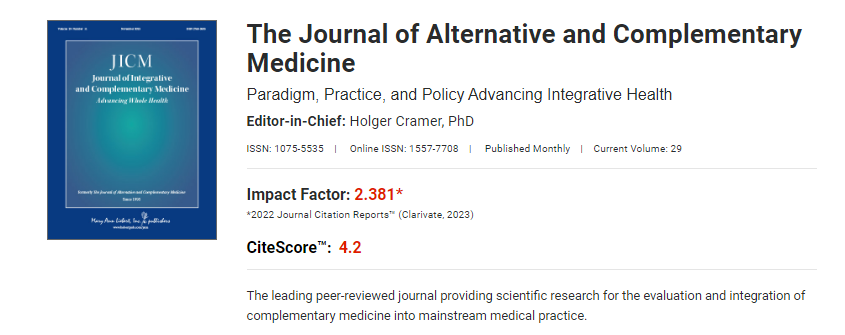 JICM
Journal of Integrative
and Complementary Medicine
Advancing Whole Health
formerly The Journal of Alternative and Complementary Medicine
Since 1995
Mary Ann Liebert, Inc. publishers
The Journal of Alternative and Complementary
Medicine
Paradigm, Practice, and Policy Advancing Integrative Health
Editor-in-Chief: Holger Cramer, PhD
ISSN: 1075-5535 | Online ISSN: 1557-7708 | Published Monthly | Current Volume: 29
Impact Factor: 2.381*
*2022 Journal Citation Reports™ (Clarivate, 2023)
CiteScore™: 4.2
The leading peer-reviewed journal providing scientific research for the evaluation and integration of
complementary medicine into mainstream medical practice.